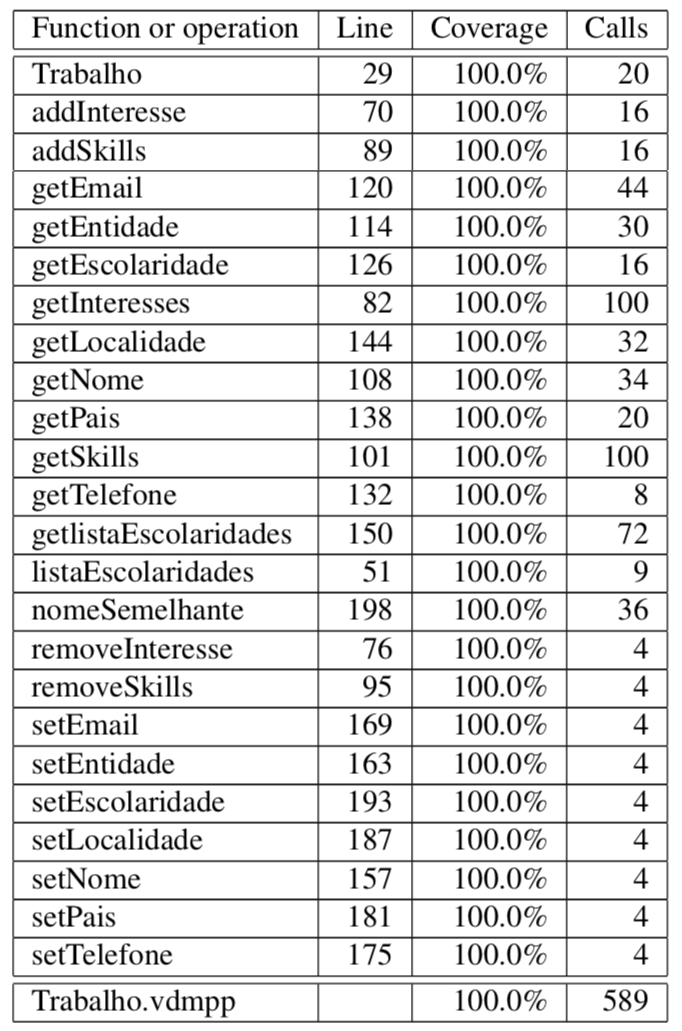 Function or operation Line Coverage Calls
Trabalho 29 100.0% 20
addInteresse 70 100.0% 16
addSkills 89 100.0% 16
getEmail 120 100.0% 44
getEntidade 114 100.0% 30
getEscolaridade 126 100.0% 16
getInteresses 82 100.0% 100
getLocalidade 144 100.0% 32
getNome 108 100.0% 34
getPais 138 100.0% 20
getSkills 101 100.0% 100
getTelefone 132 100.0% 8
getlistaEscolaridades 150 100.0% 72
listaEscolaridades 51 100.0% 9
nomeSemelhante 198 100.0% 36
removeInteresse 76 100.0% 4
removeSkills 95 100.0% 4
setEmail 169 100.0% 4
setEntidade 163 100.0% 4
setEscolaridade 193 100.0% 4
setLocalidade 187 100.0% 4
setNome 157 100.0% 4
setPais 181 100.0% 4
setTelefone 175 100.0% 4
Trabalho.vdmpp 100.0% 589